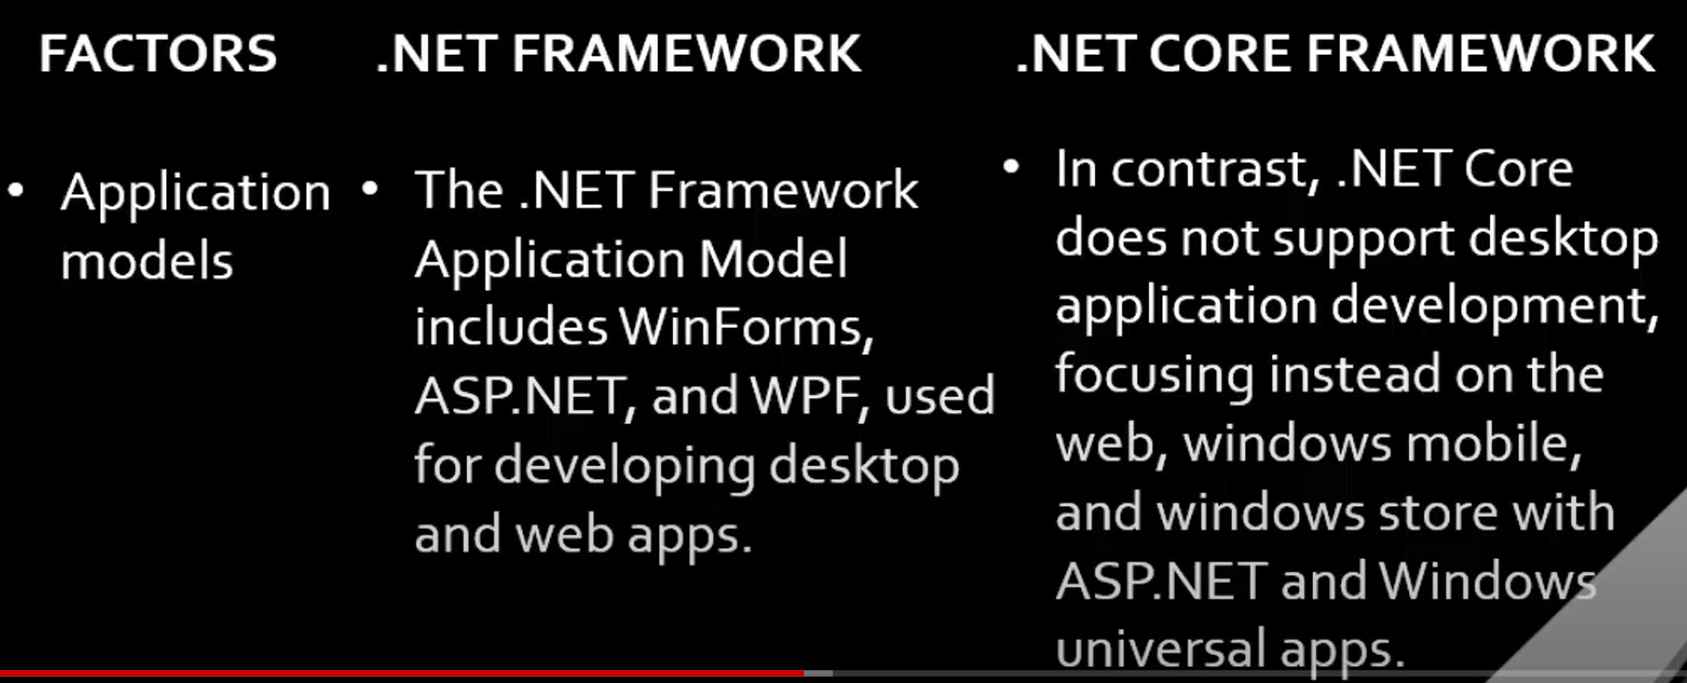 FACTORS
.NET FRAMEWORK
.NET CORE FRAMEWORK
• Application
models
• The .NET Framework
Application Model
includes WinForms,
ASP.NET, and WPF, used
for developing desktop
and web apps.
• In contrast, .NET Core
does not support desktop
application development,
focusing instead on the
web, windows mobile,
and windows store with
ASP.NET and Windows
universal apps.